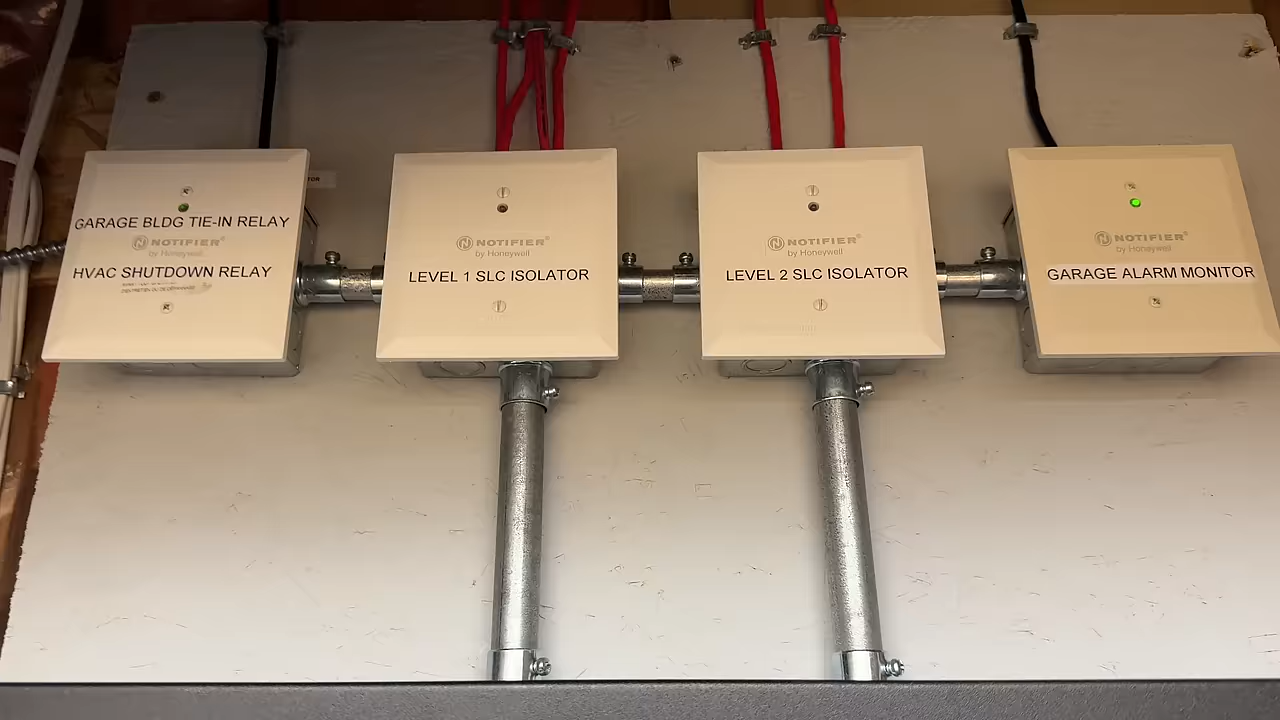 GARAGE BLDG TIE-IN RELAY
NOTIFIER®
by Honeywell
HVAC SHUTDOWN RELAY
NOTIFIER®
by Honeywell
LEVEL 1 SLC ISOLATOR
NOTIFIER®
by Honeywell
LEVEL 2 SLC ISOLATOR
NOTIFIER®
by Honeywell
GARAGE ALARM MONITOR